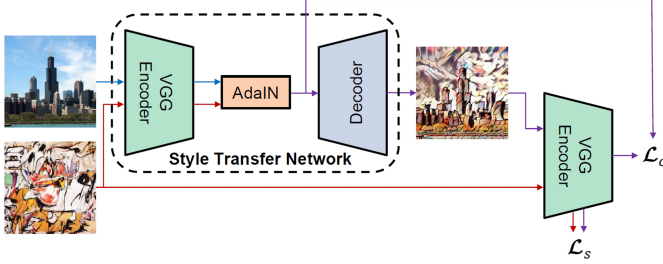 VGG
Encoder
AdaIN
Decoder
Style Transfer Network
VGG
Encoder
ℒc
ℒs